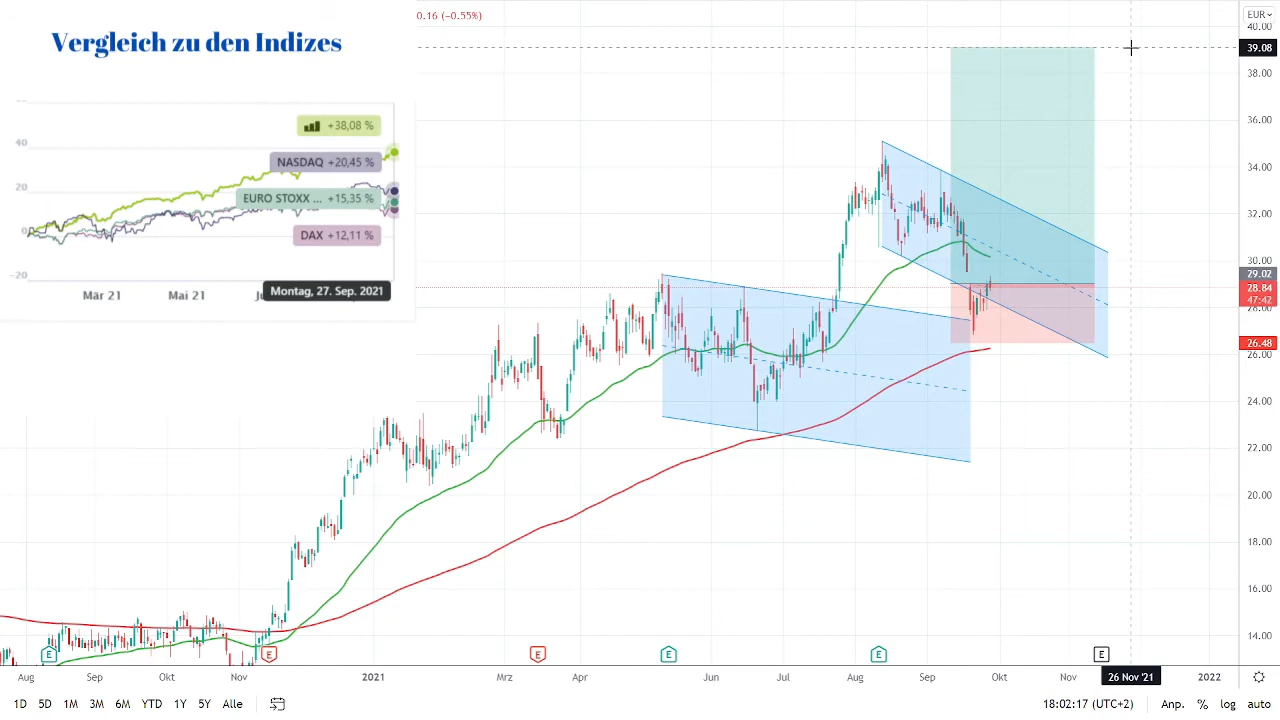 Vergleich zu den Indizes
0.16 (−0.55%)
EUR
40.00
39.08
38.00
36.00
34.00
32.00
30.00
29.02
28.84
47:42
28.00
26.48
26.00
24.00
22.00
20.00
18.00
16.00
14.00
40
20
0
-20
+38,08 %
NASDAQ +20,45 %
EURO STOXX ... +15,35 %
DAX +12,11 %
Mär 21
Mai 21
Montag, 27. Sep. 2021
E
E
E
E
E
E
Aug Sep Okt Nov 2021 Mrz Apr Jun Jul Aug Sep Okt Nov 26 Nov '21 2022
1D 5D 1M 3M 6M YTD 1Y 5Y Alle
18:02:17 (UTC+2) Anp. % log auto